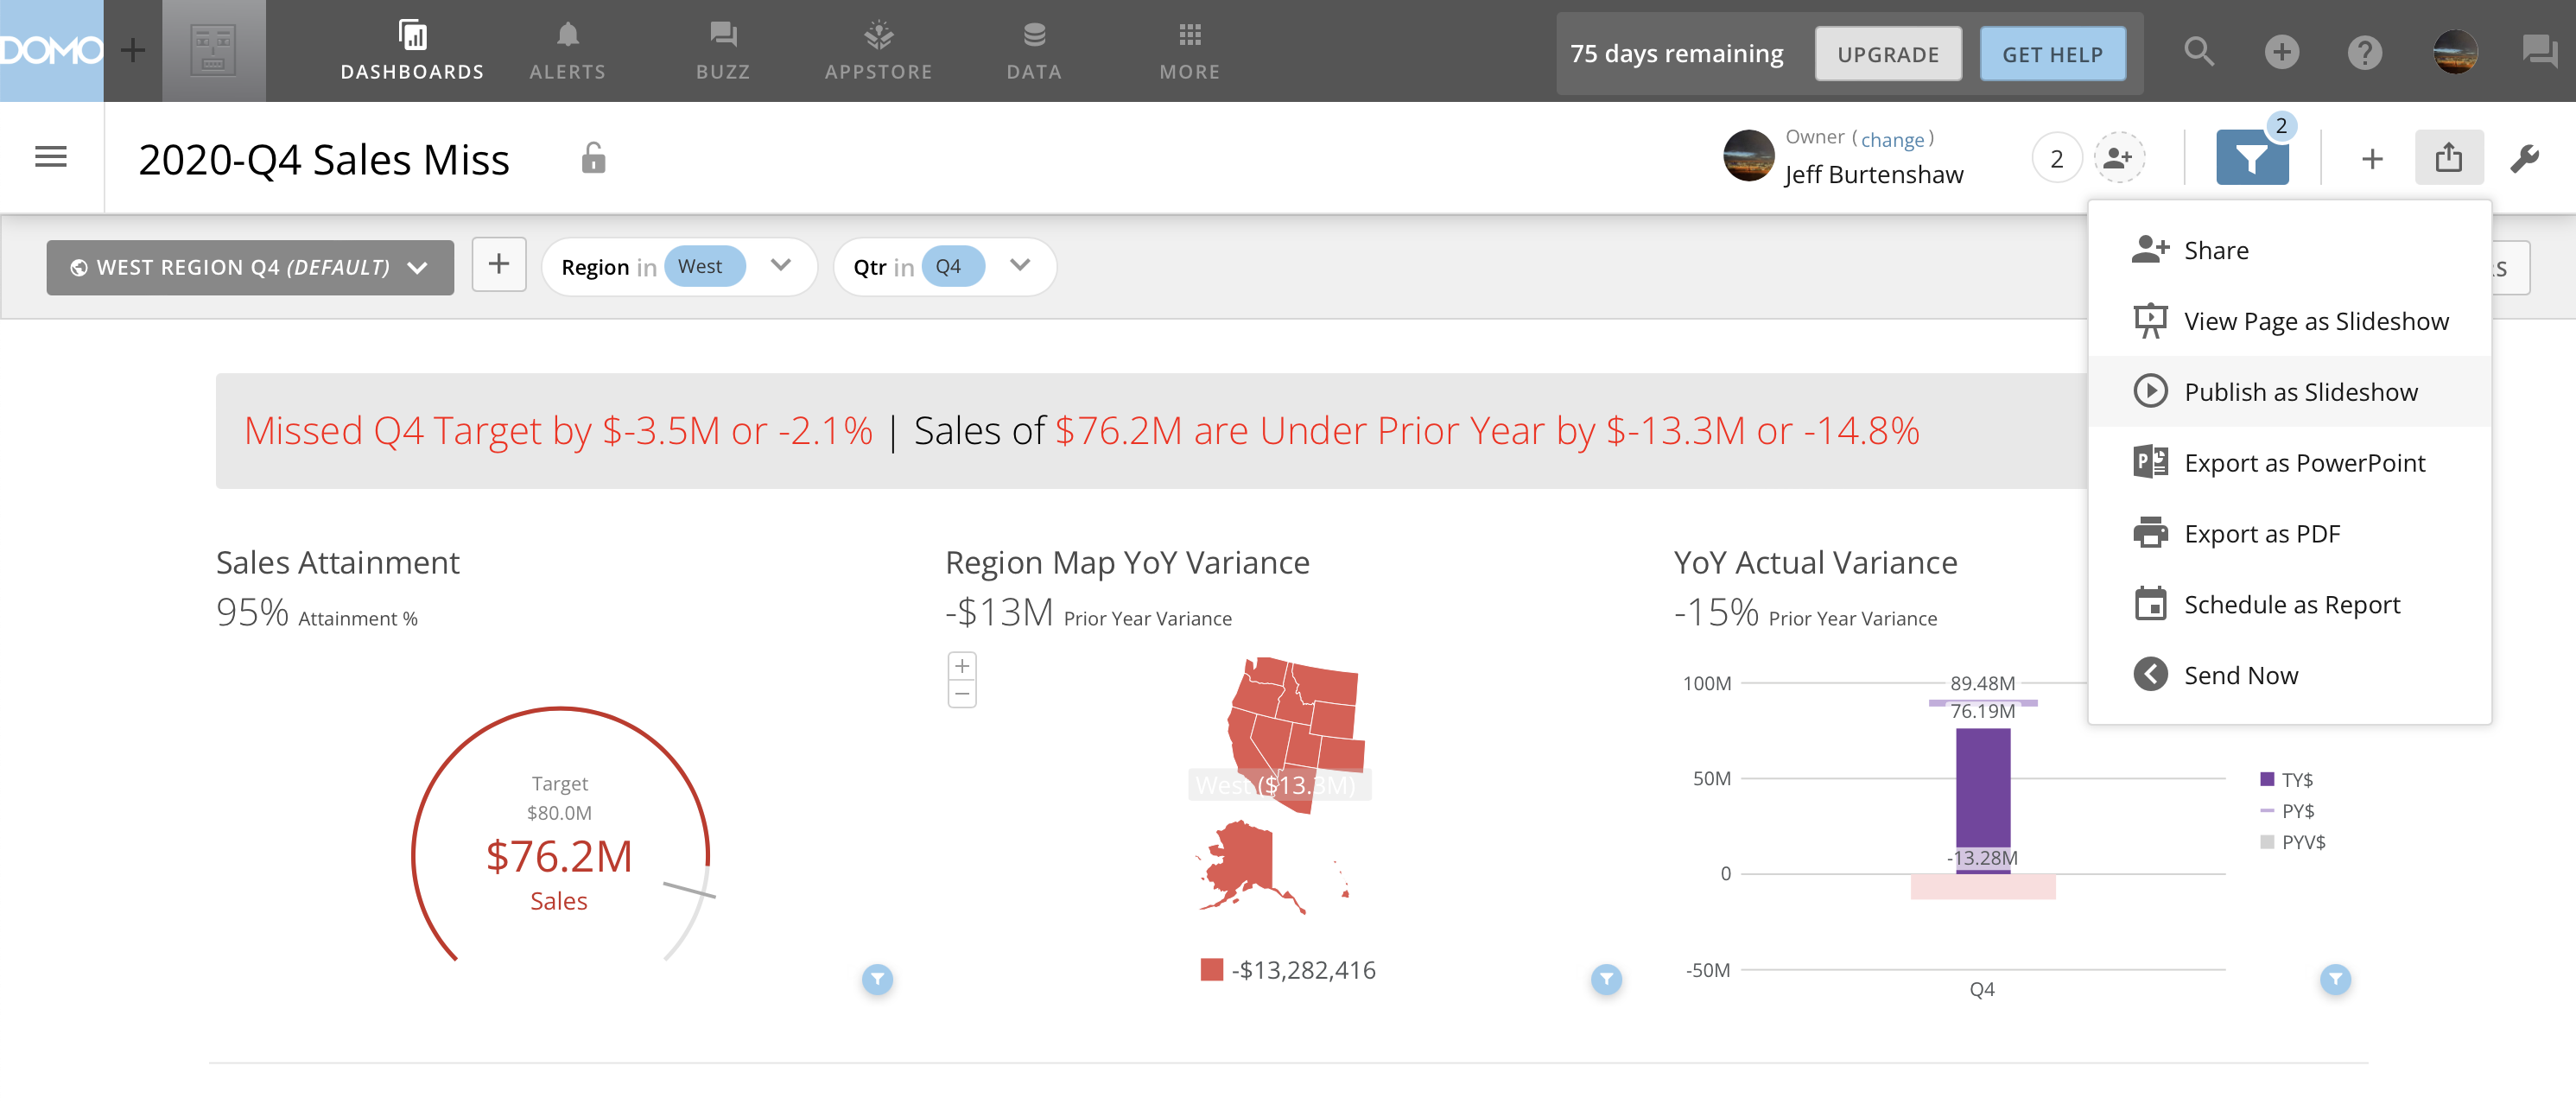 DOMO
DASHBOARDS
ALERTS
BUZZ
APPSTORE
DATA
MORE
75 days remaining
UPGRADE
GET HELP
2020-Q4 Sales Miss
Owner (change)
Jeff Burtenshaw
2
2
WEST REGION Q4 (DEFAULT)
Region in West
Qtr in Q4
Share
View Page as Slideshow
Publish as Slideshow
Export as PowerPoint
Export as PDF
Schedule as Report
Send Now
Missed Q4 Target by $-3.5M or -2.1% | Sales of $76.2M are Under Prior Year by $-13.3M or -14.8%
Sales Attainment
95% Attainment %
Target
$80.0M
$76.2M
Sales
Region Map YoY Variance
-$13M Prior Year Variance
West ($13.3M)
-$13,282,416
YoY Actual Variance
-15% Prior Year Variance
100M
50M
0
-50M
89.48M
76.19M
-13.28M
Q4
TY$
PY$
PYV$